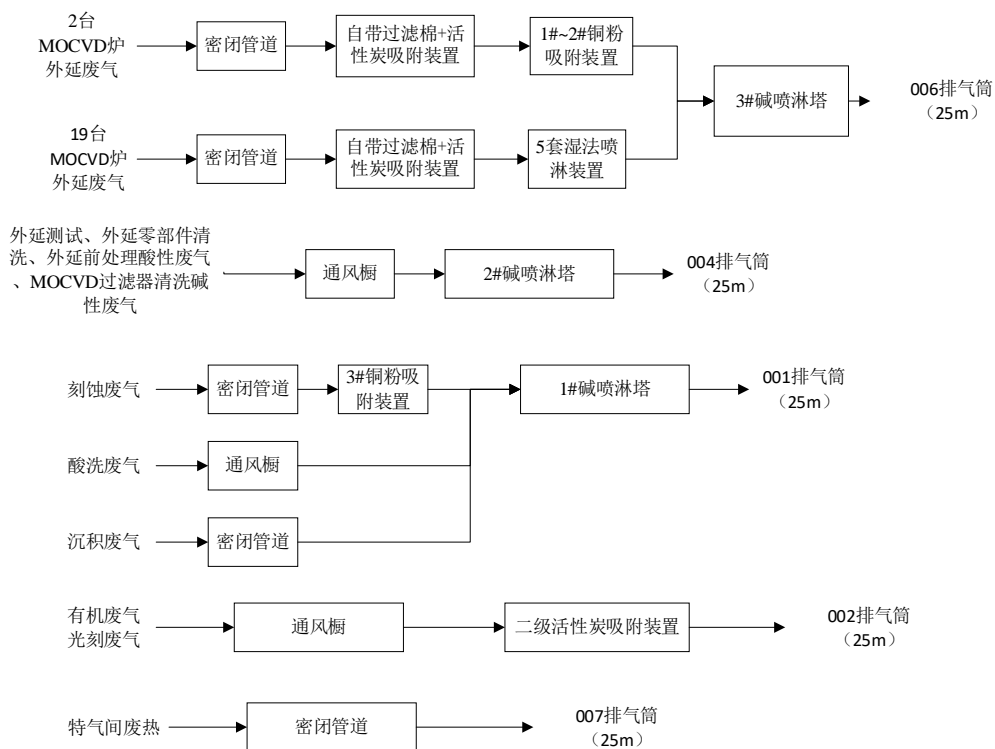 2台
MOCVD炉
外延废气
密闭管道
自带过滤棉+活
性炭吸附装置
1#~2#铜粉
吸附装置
3#碱喷淋塔
006排气筒
（25m）
19台
MOCVD炉
外延废气
密闭管道
自带过滤棉+活
性炭吸附装置
5套湿法喷
淋装置
外延测试、外延零部件清
洗、外延前处理酸性废气
、MOCVD过滤器清洗碱
性废气
通风橱
2#碱喷淋塔
004排气筒
（25m）
刻蚀废气
密闭管道
3#铜粉吸
附装置
1#碱喷淋塔
001排气筒
（25m）
酸洗废气
通风橱
沉积废气
密闭管道
有机废气
光刻废气
通风橱
二级活性炭吸附装置
002排气筒
（25m）
特气间废热
密闭管道
007排气筒
（25m）